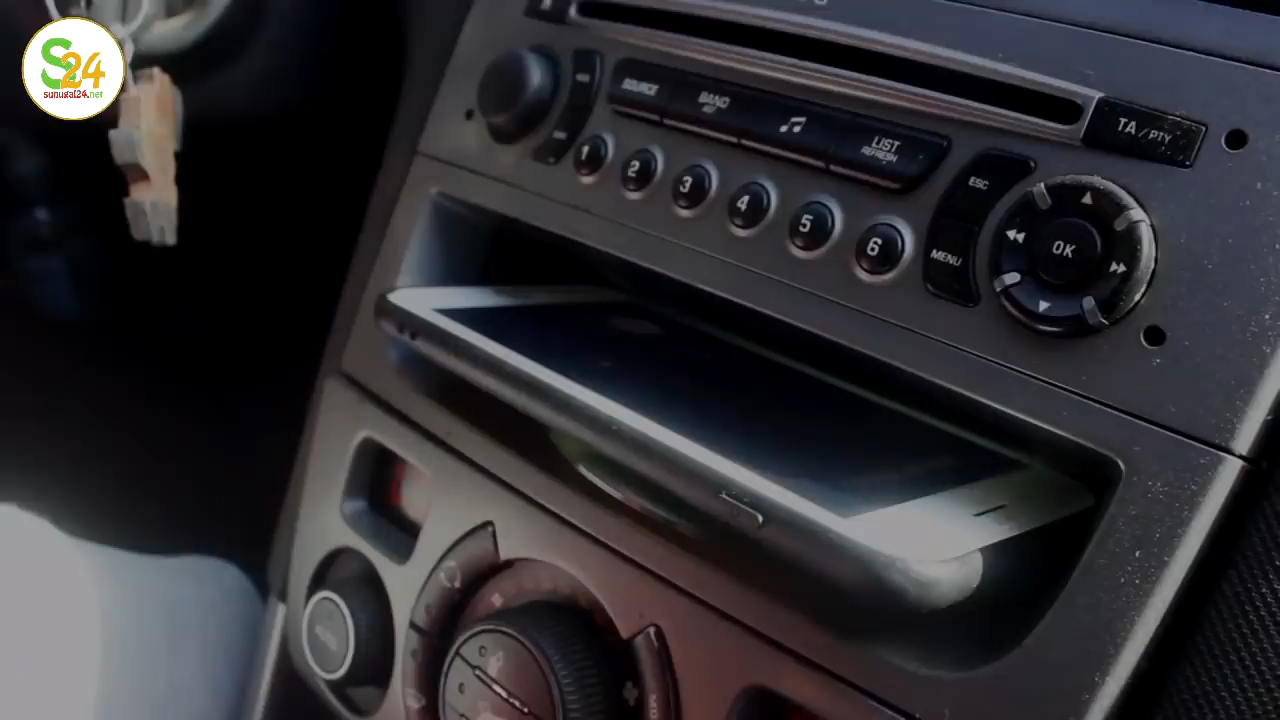 S24
sunugal24.net
SOURCE
BAND
LIST
REFRESH
TA / PTY
1
2
3
4
5
6
ESC
MENU
OK